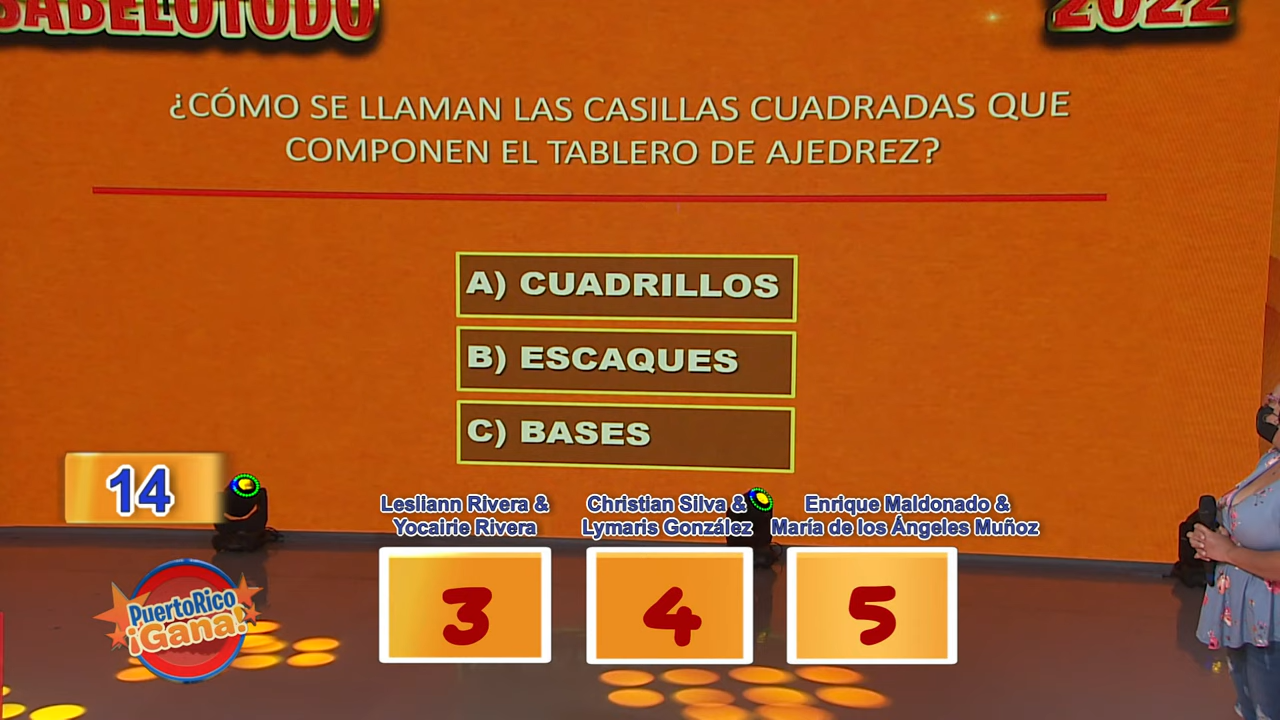 SABELOTODO
2022
¿CÓMO SE LLAMAN LAS CASILLAS CUADRADAS QUE
COMPONEN EL TABLERO DE AJEDREZ?
A) CUADRILLOS
B) ESCAQUES
C) BASES
14
Lesliann Rivera &
Yocairie Rivera
3
Christian Silva &
Lymaris González
4
Enrique Maldonado &
María de los Ángeles Muñoz
5
PuertoRico
¡Gana!